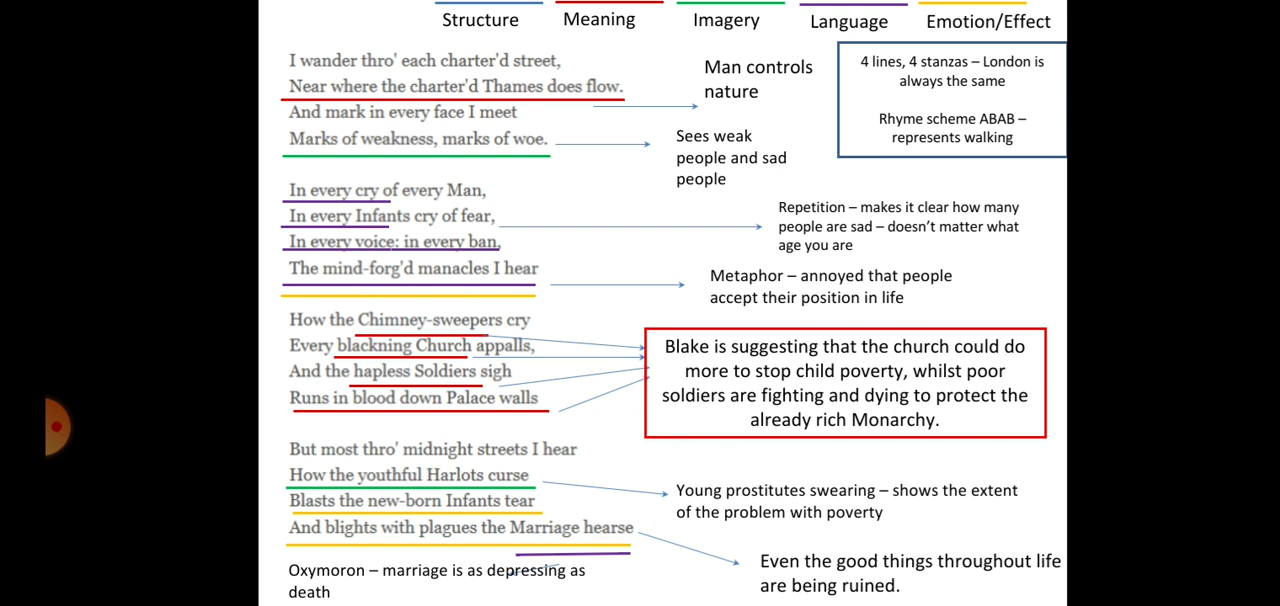 Structure Meaning Imagery Language Emotion/Effect
I wander thro' each charter'd street,
Near where the charter'd Thames does flow.
And mark in every face I meet
Marks of weakness, marks of woe.
Man controls
nature
Sees weak
people and sad
people
4 lines, 4 stanzas – London is
always the same
Rhyme scheme ABAB –
represents walking
In every cry of every Man,
In every Infants cry of fear,
In every voice: in every ban,
The mind-forg'd manacles I hear
Repetition – makes it clear how many
people are sad – doesn't matter what
age you are
Metaphor – annoyed that people
accept their position in life
How the Chimney-sweepers cry
Every blackning Church appalls,
And the hapless Soldiers sigh
Runs in blood down Palace walls
Blake is suggesting that the church could do
more to stop child poverty, whilst poor
soldiers are fighting and dying to protect the
already rich Monarchy.
But most thro' midnight streets I hear
How the youthful Harlots curse
Blasts the new-born Infants tear
And blights with plagues the Marriage hearse
Young prostitutes swearing – shows the extent
of the problem with poverty
Even the good things throughout life
are being ruined.
Oxymoron – marriage is as depressing as
death